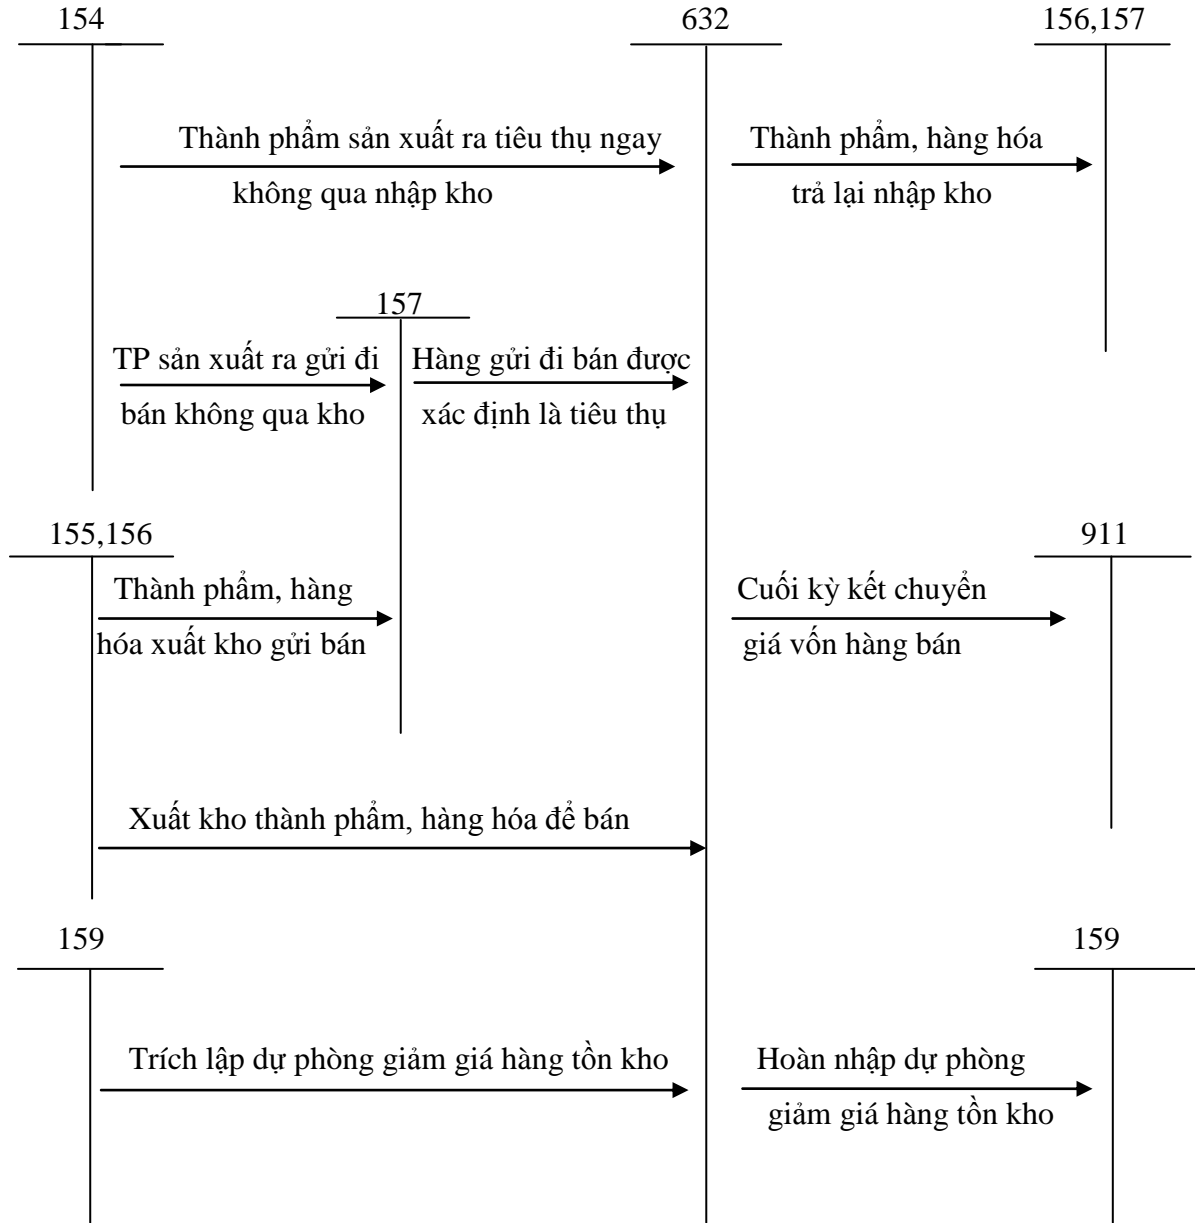 154
632
156,157
Thành phẩm sản xuất ra tiêu thụ ngay
không qua nhập kho
Thành phẩm, hàng hóa
trả lại nhập kho
157
TP sản xuất ra gửi đi
bán không qua kho
Hàng gửi đi bán được
xác định là tiêu thụ
155,156
911
Thành phẩm, hàng
hóa xuất kho gửi bán
Cuối kỳ kết chuyển
giá vốn hàng bán
Xuất kho thành phẩm, hàng hóa để bán
159
159
Trích lập dự phòng giảm giá hàng tồn kho
Hoàn nhập dự phòng
giảm giá hàng tồn kho